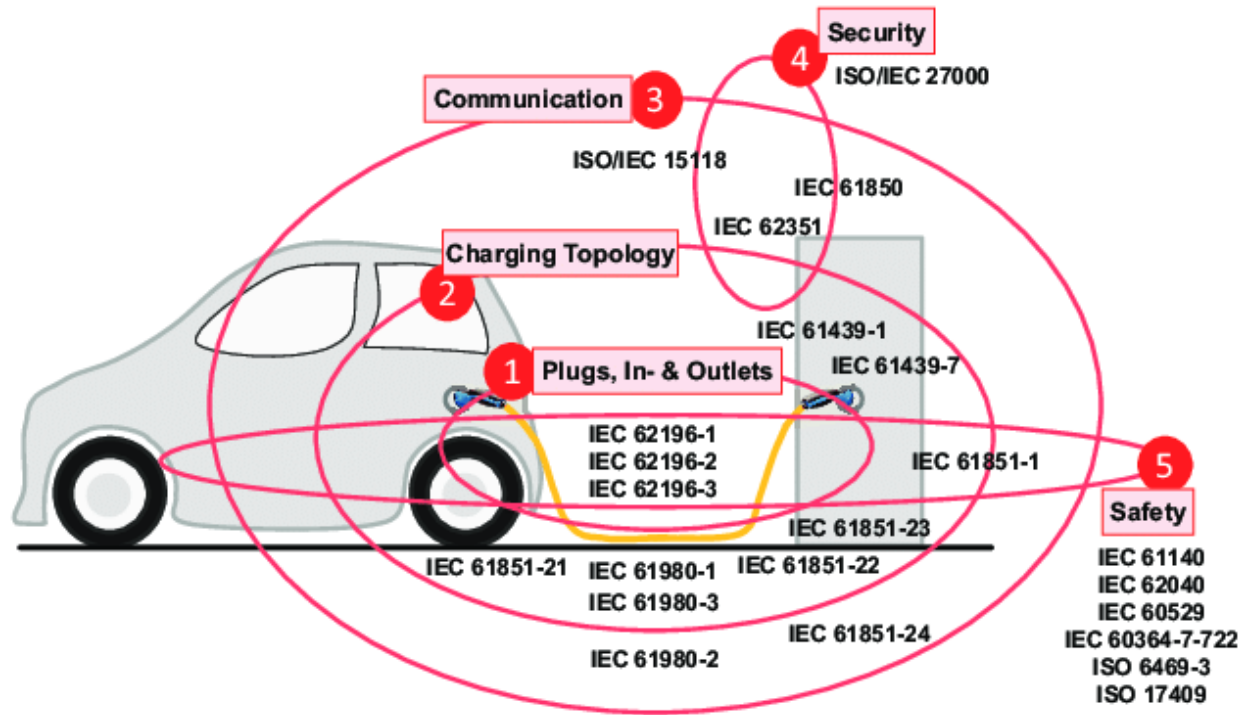 Security
4
ISO/IEC 27000
Communication
3
ISO/IEC 15118
IEC 61850
IEC 62351
Charging Topology
2
IEC 61439-1
IEC 61439-7
1
Plugs, In- & Outlets
IEC 62196-1
IEC 62196-2
IEC 62196-3
IEC 61851-1
5
Safety
IEC 61851-23
IEC 61851-21
IEC 61980-1
IEC 61851-22
IEC 61980-3
IEC 61851-24
IEC 61980-2
IEC 61140
IEC 62040
IEC 60529
IEC 60364-7-722
ISO 6469-3
ISO 17409